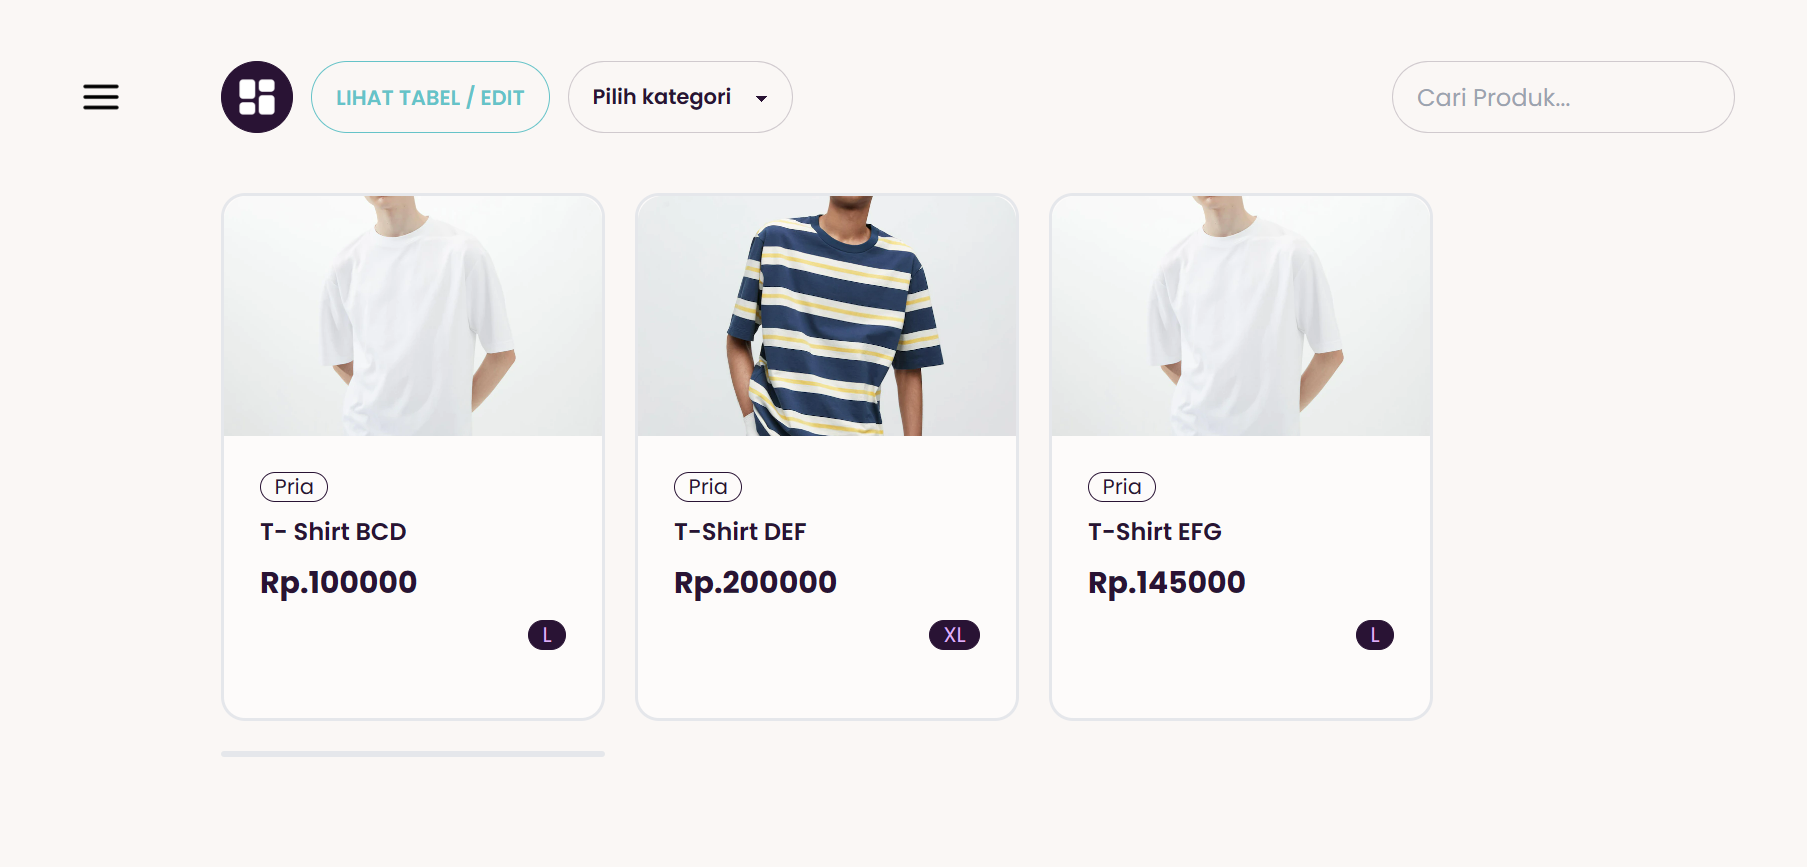 LIHAT TABEL / EDIT
Pilih kategori
Cari Produk...
Pria
T- Shirt BCD
Rp.100000
L
Pria
T-Shirt DEF
Rp.200000
XL
Pria
T-Shirt EFG
Rp.145000
L